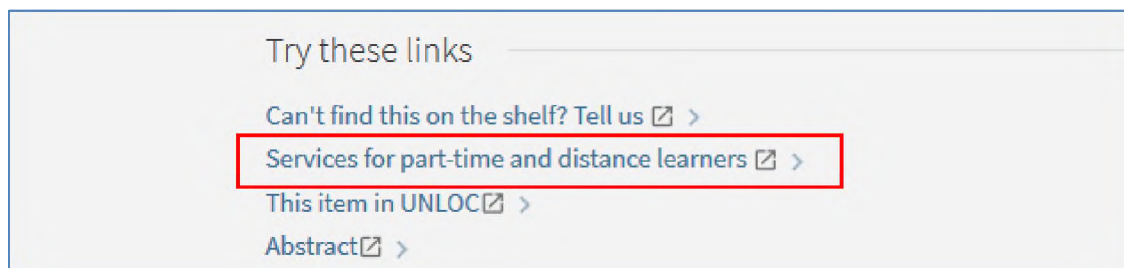 Try these links
Can't find this on the shelf? Tell us
Services for part-time and distance learners
This item in UNLOC
Abstract